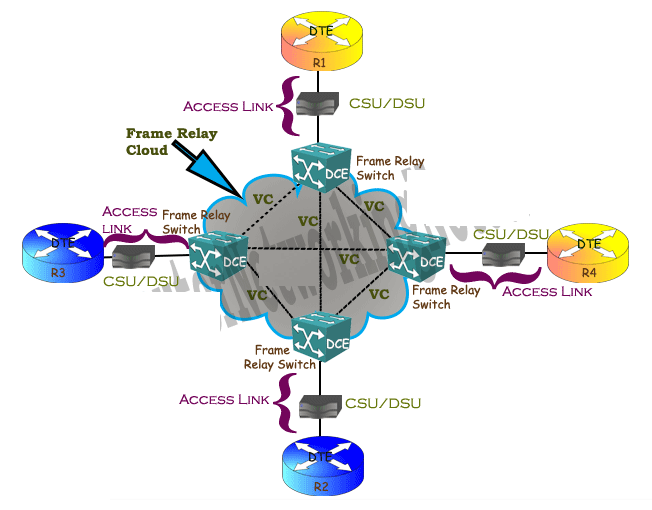 DTE
R1
Access Link
CSU/DSU
Frame Relay
Cloud
DCE
Frame Relay
Switch
VC
VC
VC
Access
link
Frame Relay
Switch
DTE
R3
CSU/DSU
DCE
VC
VC
VC
DCE
Frame Relay
Switch
CSU/DSU
DTE
R4
Access Link
DCE
Frame
Relay Switch
Access Link
CSU/DSU
DTE
R2